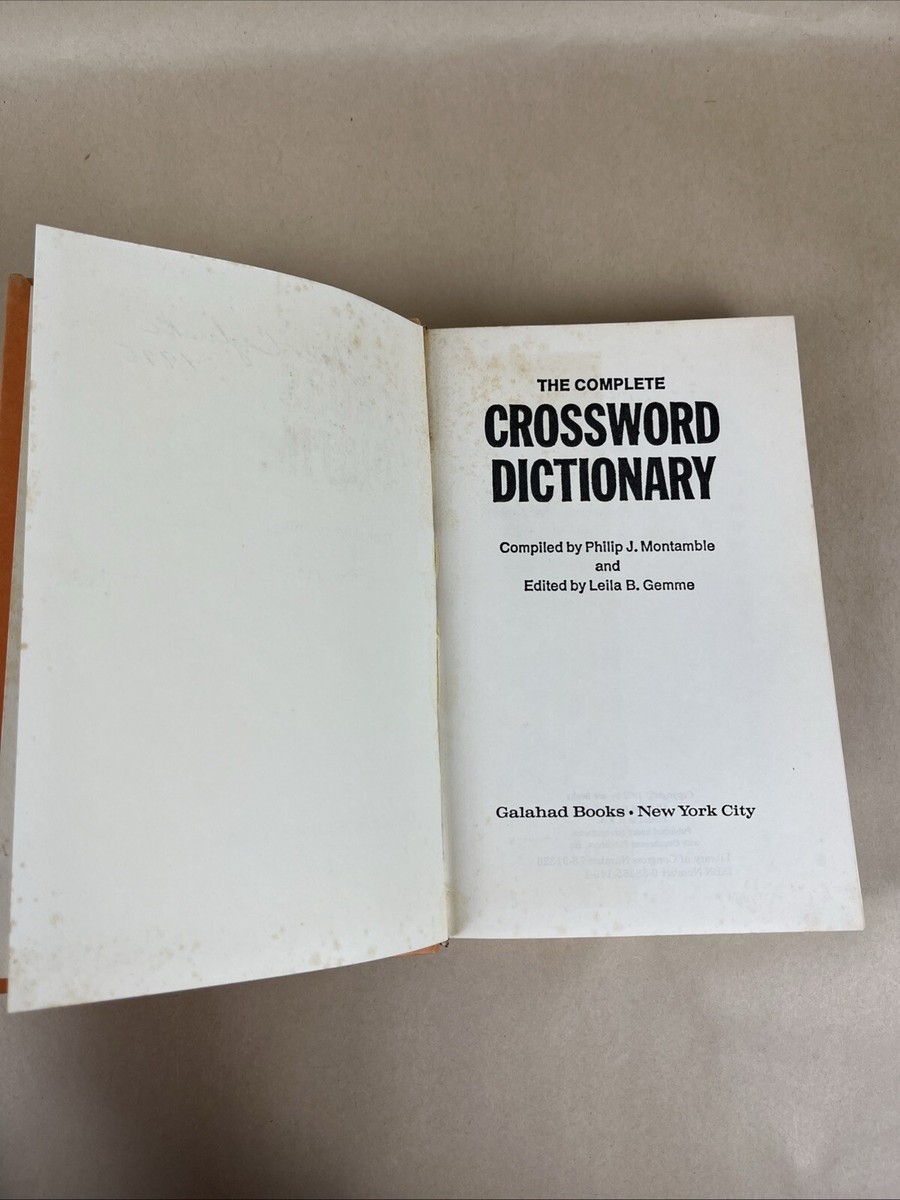 THE COMPLETE
CROSSWORD
DICTIONARY
Compiled by Philip J. Montamble
and
Edited by Leila B. Gemme
Galahad Books • New York City